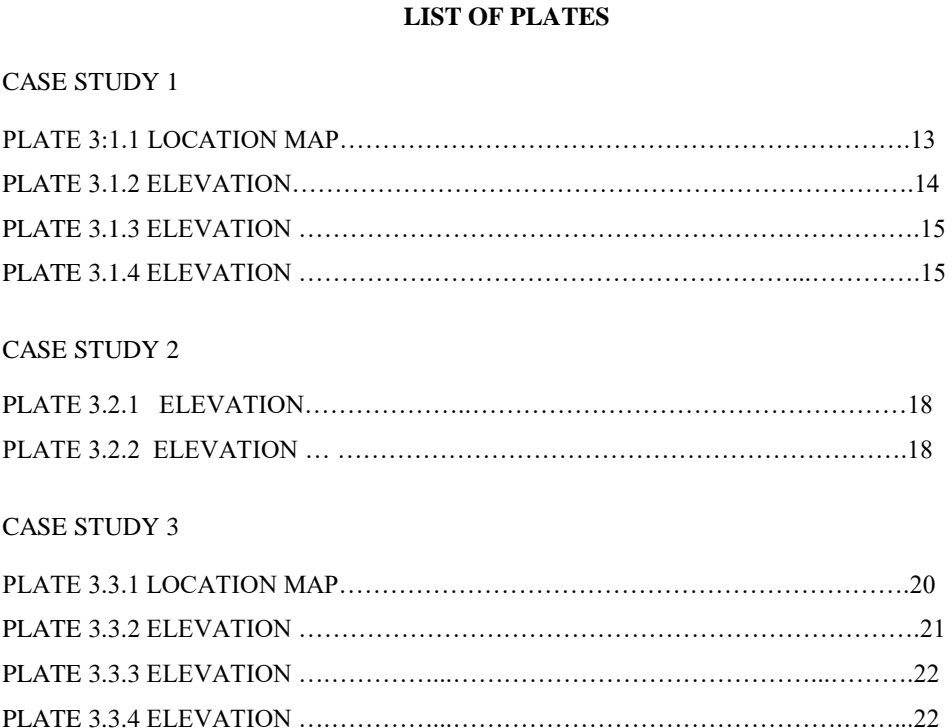 LIST OF PLATES
CASE STUDY 1
PLATE 3:1.1 LOCATION MAP……………………………………………………………….13
PLATE 3.1.2 ELEVATION…………………………………………………………………….14
PLATE 3.1.3 ELEVATION …………………………………………………………………….15
PLATE 3.1.4 ELEVATION ………………………………………………………...………….15
CASE STUDY 2
PLATE 3.2.1   ELEVATION………………..……………………………………………….18
PLATE 3.2.2  ELEVATION … ……………………………………………………………….18
CASE STUDY 3
PLATE 3.3.1 LOCATION MAP……………………………………………………………….20
PLATE 3.3.2 ELEVATION …………………………………………………………………….21
PLATE 3.3.3 ELEVATION ….…………...………………………………………...………….22
PLATE 3.3.4 ELEVATION ….…………...…………………………………………………….22